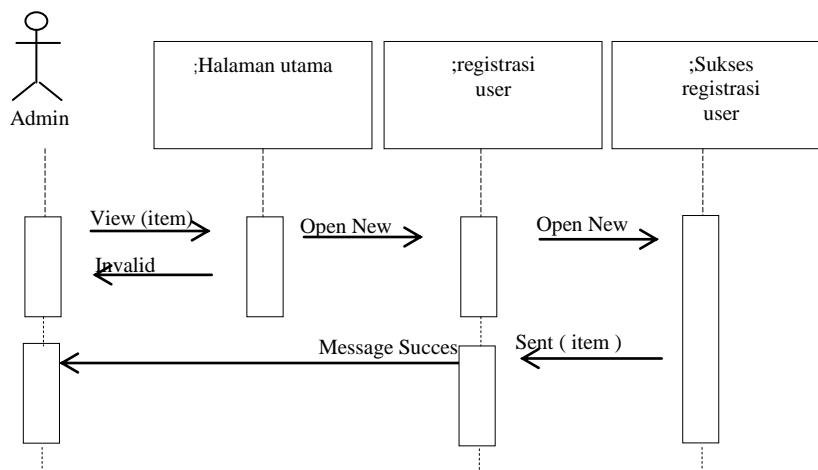 ;Halaman utama
;registrasi
user
;Sukses
registrasi
user
Admin
View (item)
Open New
Open New
Invalid
Message Succes
Sent ( item )